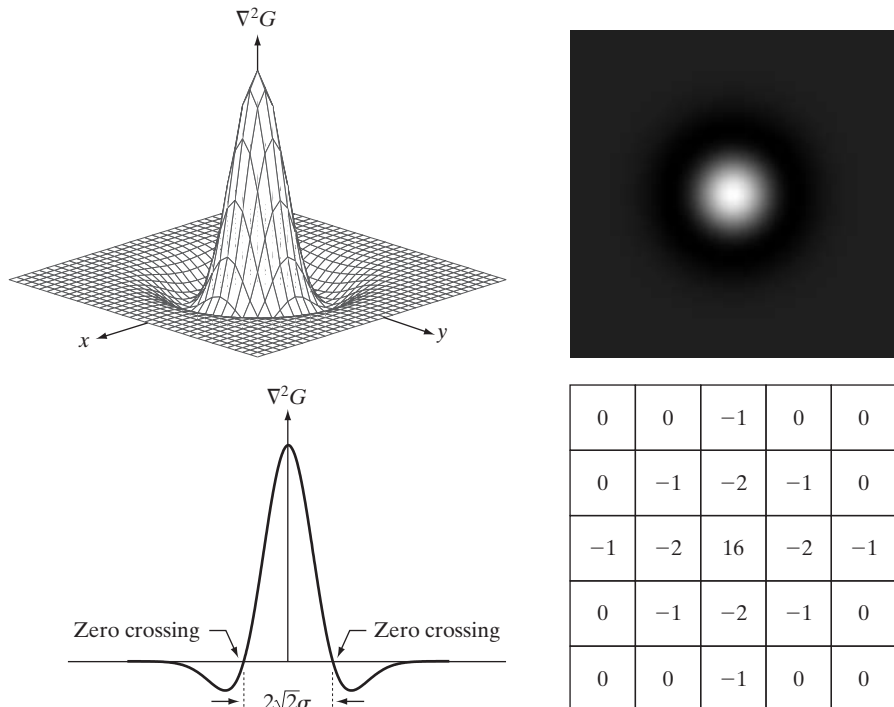 ∇²G
x
y
∇²G
Zero crossing
Zero crossing
2√2σ
0 0 −1 0 0
0 −1 −2 −1 0
−1 −2 16 −2 −1
0 −1 −2 −1 0
0 0 −1 0 0